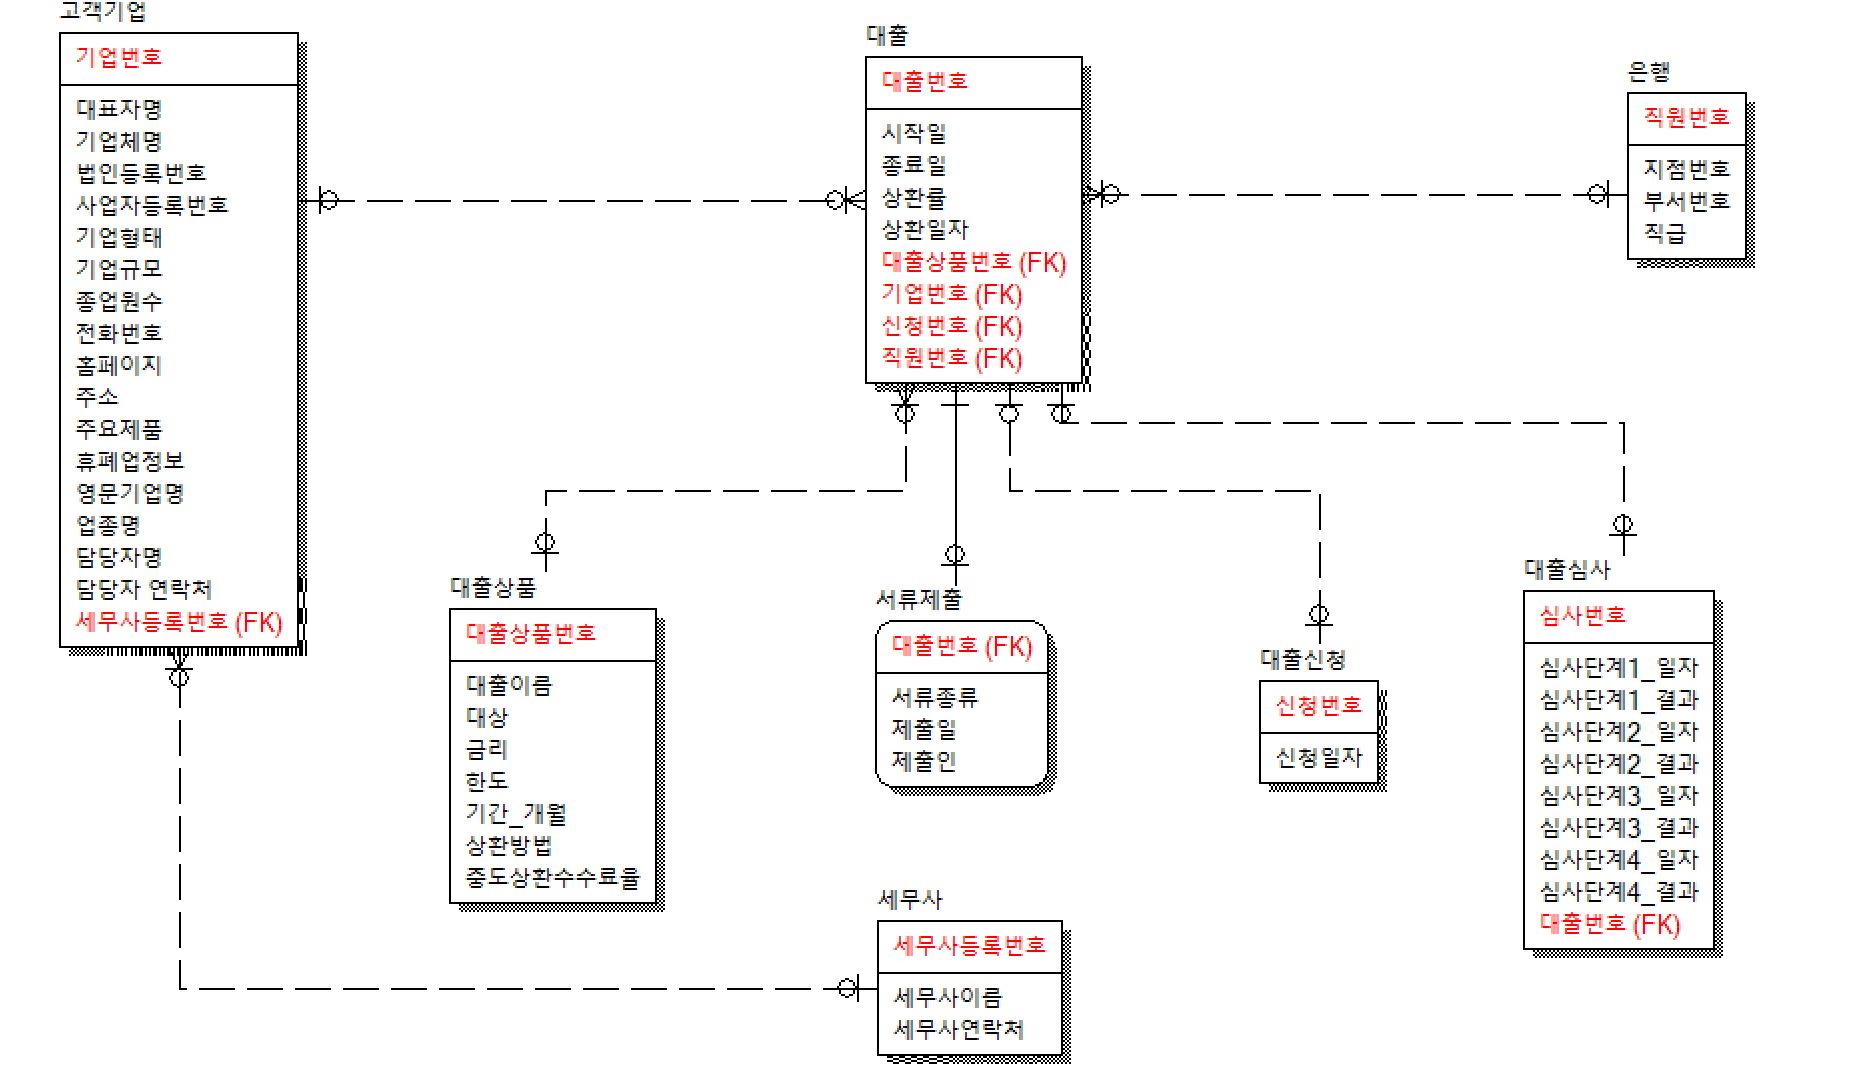 고객기업
기업번호
대표자명
기업체명
법인등록번호
사업자등록번호
기업형태
기업규모
종업원수
전화번호
홈페이지
주소
주요제품
휴폐업정보
영문기업명
업종명
담당자명
담당자 연락처
세무사등록번호 (FK)
대출
대출번호
시작일
종료일
상환률
상환일자
대출상품번호 (FK)
기업번호 (FK)
신청번호 (FK)
직원번호 (FK)
은행
직원번호
지점번호
부서번호
직급
대출상품
대출상품번호
대출이름
대상
금리
한도
기간_개월
상환방법
중도상환수수료율
서류제출
대출번호 (FK)
서류종류
제출일
제출인
대출신청
신청번호
신청일자
대출심사
심사번호
심사단계1_일자
심사단계1_결과
심사단계2_일자
심사단계2_결과
심사단계3_일자
심사단계3_결과
심사단계4_일자
심사단계4_결과
대출번호 (FK)
세무사
세무사등록번호
세무사이름
세무사연락처